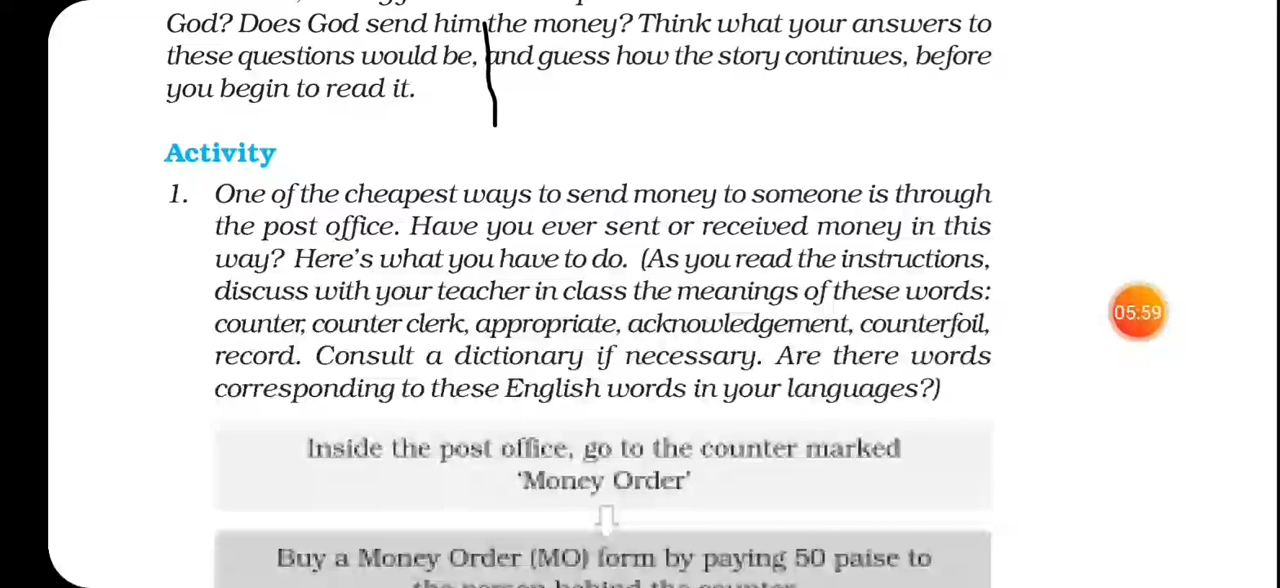 God? Does God send him the money? Think what your answers to
these questions would be, and guess how the story continues, before
you begin to read it.
Activity
1. One of the cheapest ways to send money to someone is through
the post office. Have you ever sent or received money in this
way? Here's what you have to do. (As you read the instructions,
discuss with your teacher in class the meanings of these words:
counter, counter clerk, appropriate, acknowledgement, counterfoil,
record. Consult a dictionary if necessary. Are there words
corresponding to these English words in your languages?)
05:59
Inside the post office, go to the counter marked
'Money Order'
Buy a Money Order (MO) form by paying 50 paise to
the person behind the counter